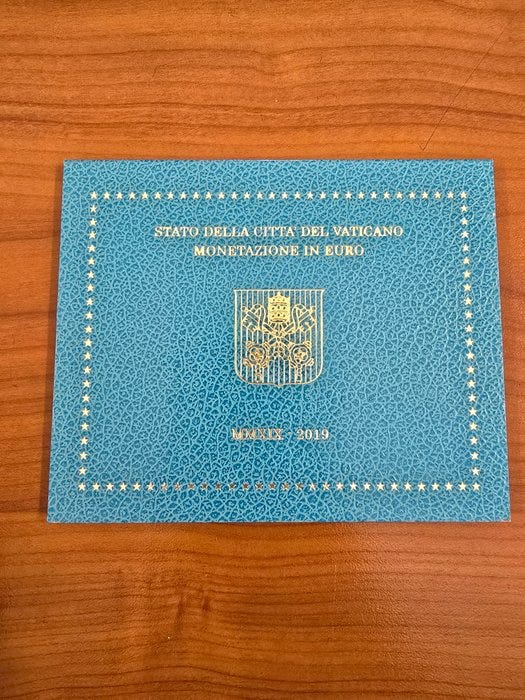 STATO DELLA CITTA' DEL VATICANO
MONETAZIONE IN EURO
MMXIX - 2019